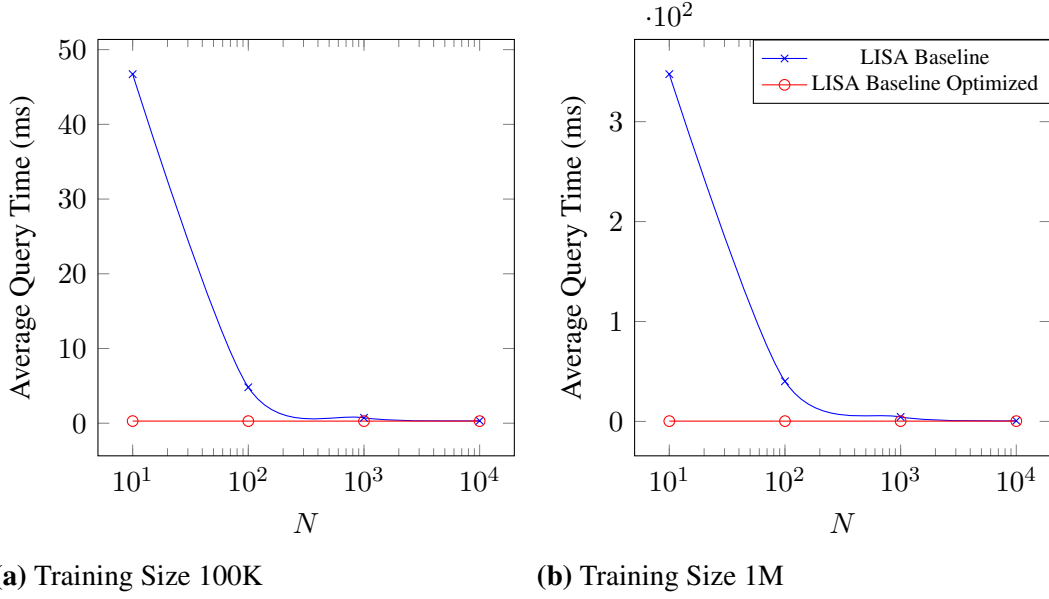 50
40
30
20
10
0
Average Query Time (ms)
10¹ 10² 10³ 10⁴
N
(a) Training Size 100K
·10²
3
2
1
0
Average Query Time (ms)
10¹ 10² 10³ 10⁴
N
LISA Baseline
LISA Baseline Optimized
(b) Training Size 1M